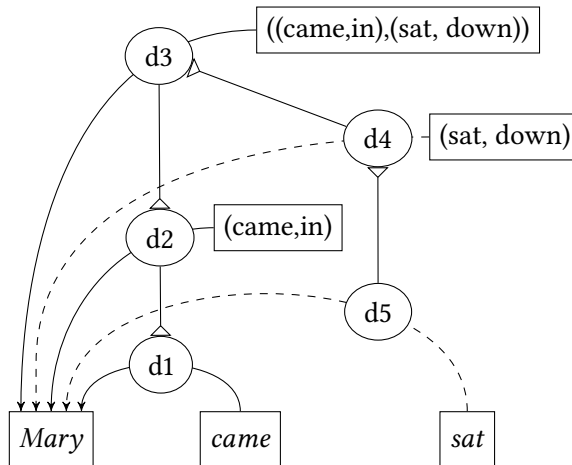 ((came,in),(sat, down))
d3
d4
(sat, down)
d2
(came,in)
d5
d1
Mary
came
sat